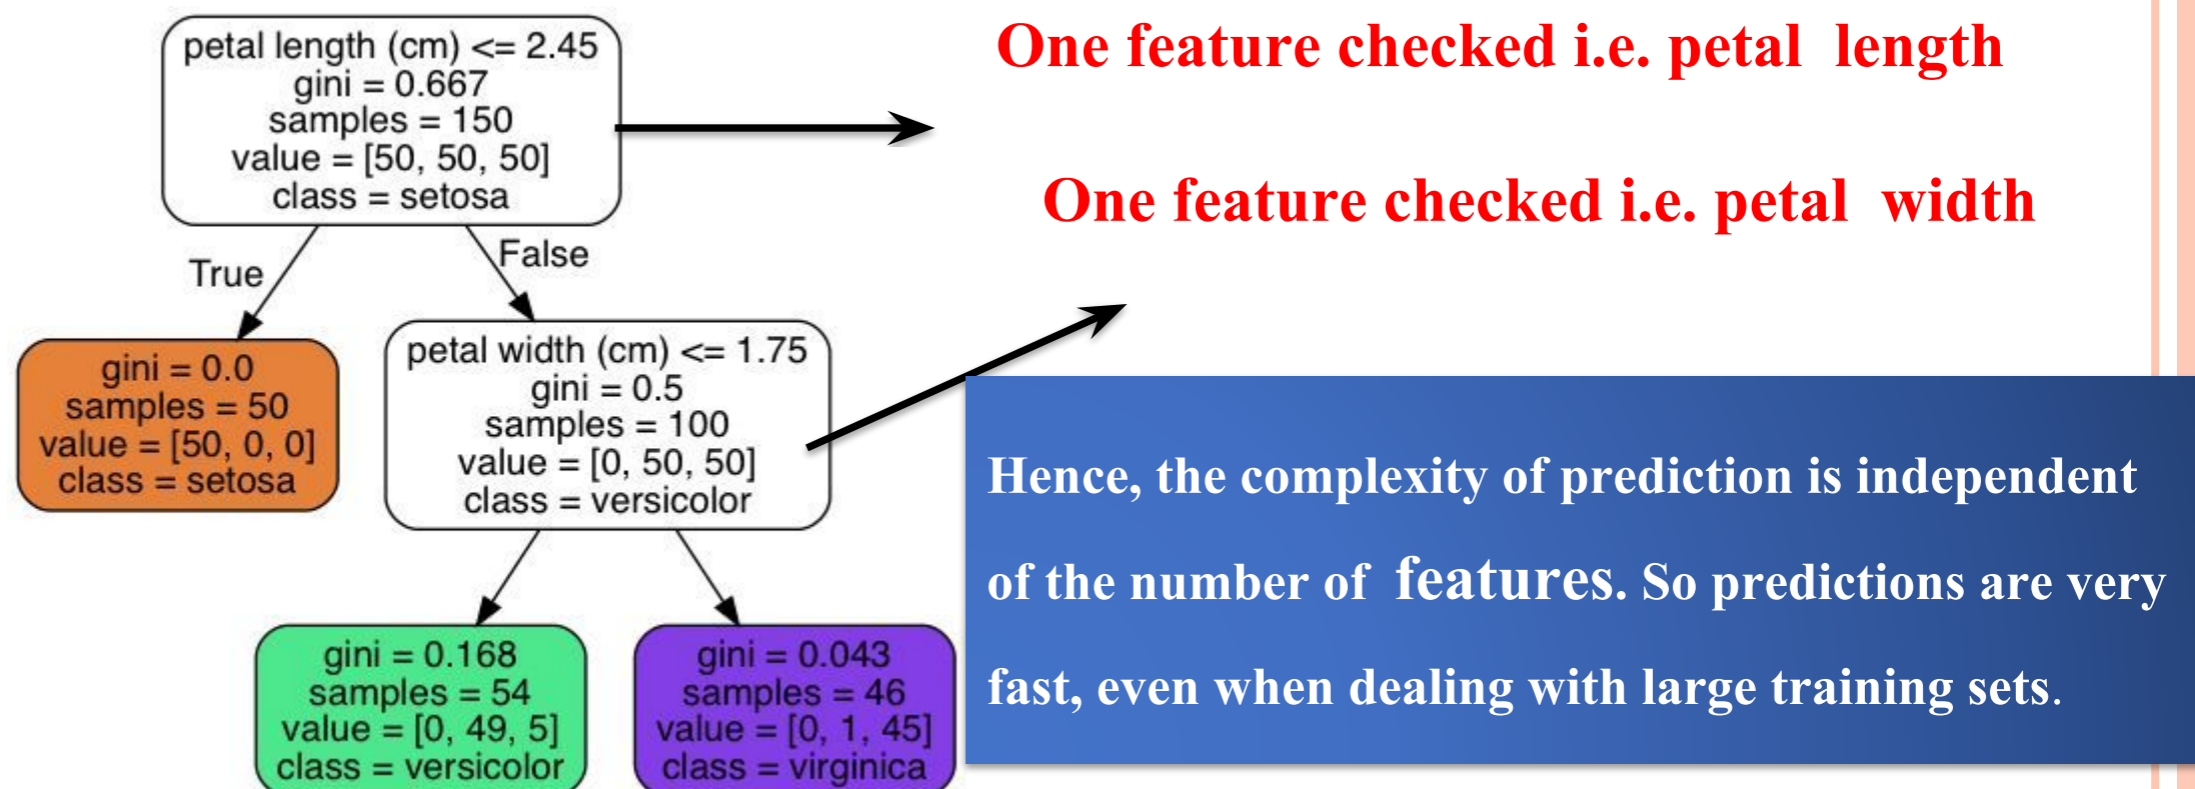 petal length (cm) <= 2.45
gini = 0.667
samples = 150
value = [50, 50, 50]
class = setosa
One feature checked i.e. petal length
One feature checked i.e. petal width
True
False
gini = 0.0
samples = 50
value = [50, 0, 0]
class = setosa
petal width (cm) <= 1.75
gini = 0.5
samples = 100
value = [0, 50, 50]
class = versicolor
gini = 0.168
samples = 54
value = [0, 49, 5]
class = versicolor
gini = 0.043
samples = 46
value = [0, 1, 45]
class = virginica
Hence, the complexity of prediction is independent
of the number of features. So predictions are very
fast, even when dealing with large training sets.